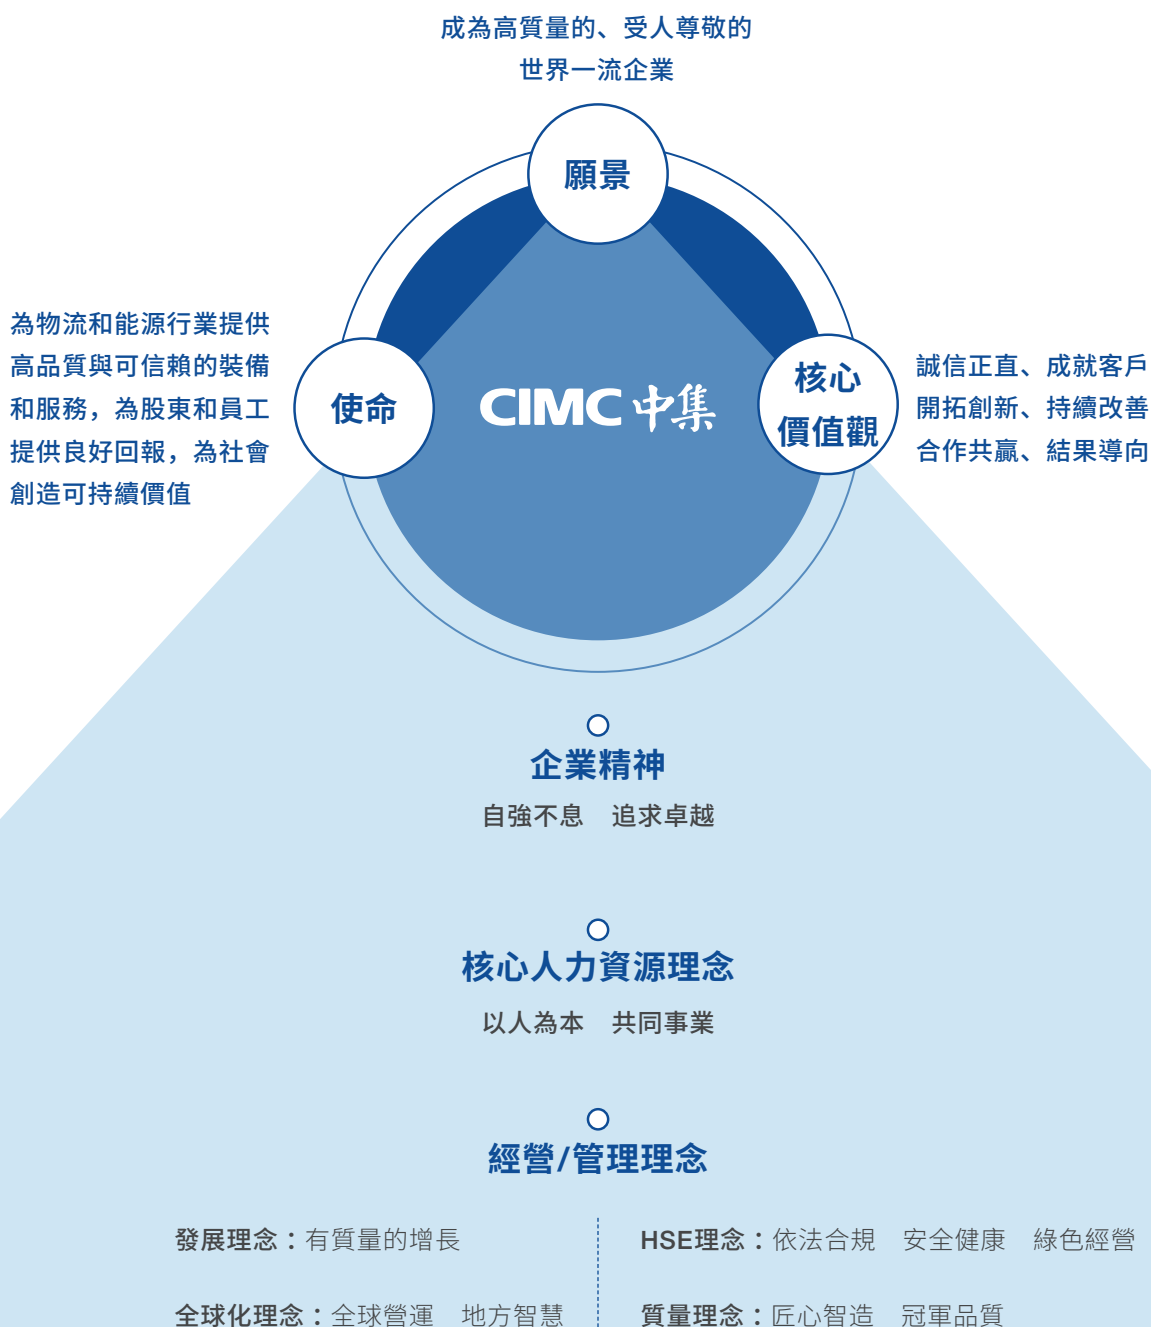 成為高質量的、受人尊敬的
世界一流企業
願景
為物流和能源行業提供
高品質與可信賴的裝備
和服務，為股東和員工
提供良好回報，為社會
創造可持續價值
使命
CIMC 中集
核心
價值觀
誠信正直、成就客戶
開拓創新、持續改善
合作共贏、結果導向
企業精神
自強不息　追求卓越
核心人力資源理念
以人為本　共同事業
經營/管理理念
發展理念：有質量的增長
HSE理念：依法合規　安全健康　綠色經營
全球化理念：全球營運　地方智慧
質量理念：匠心智造　冠軍品質